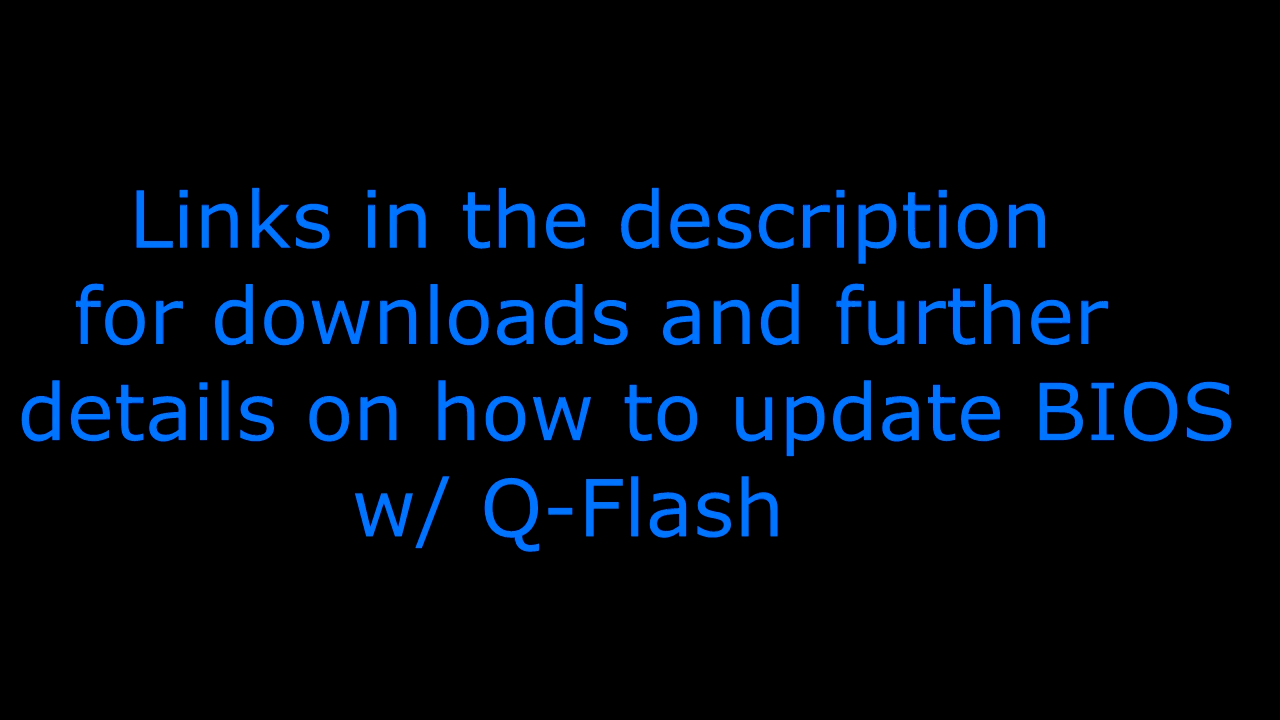 Links in the description
for downloads and further
details on how to update BIOS
w/ Q-Flash